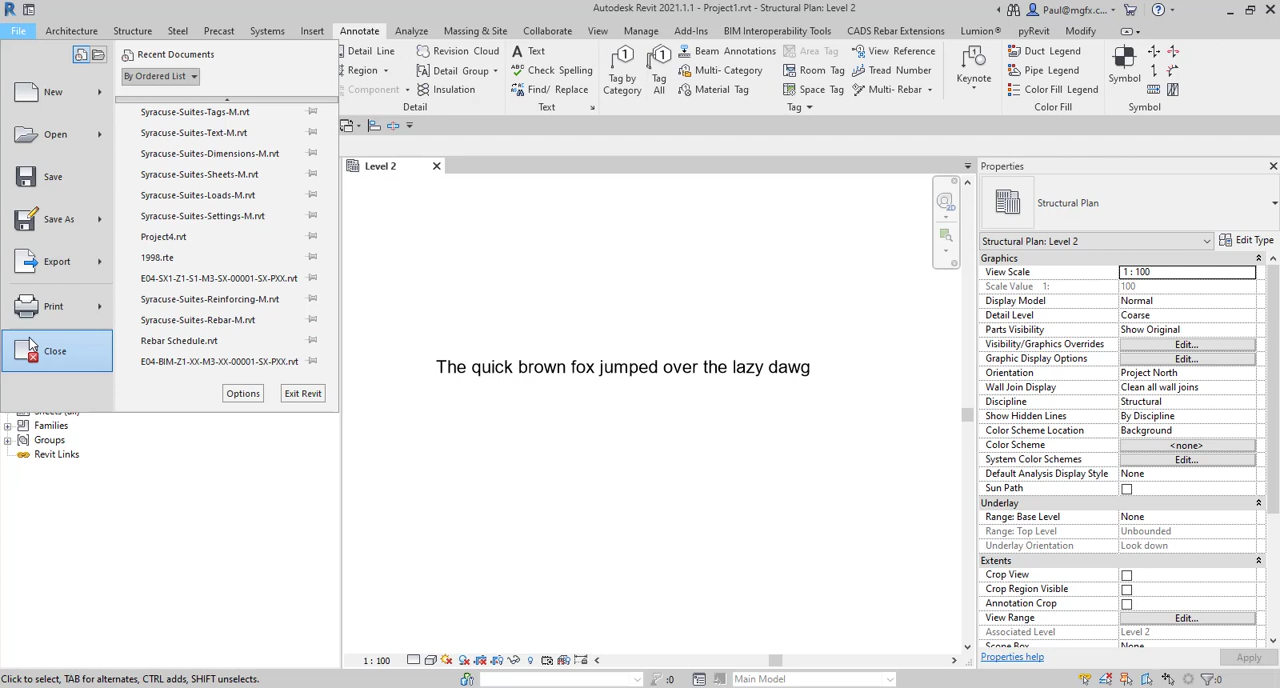 Autodesk Revit 2021.1.1 - Project1.rvt - Structural Plan: Level 2
Paul@mgfx.c...
File Architecture Structure Steel Precast Systems Insert Annotate Analyze Massing & Site Collaborate View Manage Add-Ins BIM Interoperability Tools CADS Rebar Extensions Lumion® pyRevit Modify
Recent Documents
By Ordered List
New
Open
Save
Save As
Export
Print
Close
Syracuse-Suites-Tags-M.rvt
Syracuse-Suites-Text-M.rvt
Syracuse-Suites-Dimensions-M.rvt
Syracuse-Suites-Sheets-M.rvt
Syracuse-Suites-Loads-M.rvt
Syracuse-Suites-Settings-M.rvt
Project4.rvt
1998.rte
E04-SX1-Z1-S1-M3-SX-00001-SX-PXX.rvt
Syracuse-Suites-Reinforcing-M.rvt
Syracuse-Suites-Rebar-M.rvt
Rebar Schedule.rvt
E04-BIM-Z1-XX-M3-XX-00001-SX-PXX.rvt
Options Exit Revit
Detail Line Revision Cloud
Region Detail Group
Component Insulation
Detail
Text
Check Spelling
Find/ Replace
Text
Tag by Category
Tag All
Beam Annotations Area Tag View Reference
Multi- Category Room Tag Tread Number
Material Tag Space Tag Multi- Rebar
Tag
Keynote
Duct Legend
Pipe Legend
Color Fill Legend
Color Fill
Symbol
Symbol
Sheets (all)
Families
Groups
Revit Links
Level 2
2D
The quick brown fox jumped over the lazy dawg
Properties
Structural Plan
Structural Plan: Level 2 Edit Type
Graphics
View Scale 1 : 100
Scale Value 1: 100
Display Model Normal
Detail Level Coarse
Parts Visibility Show Original
Visibility/Graphics Overrides Edit...
Graphic Display Options Edit...
Orientation Project North
Wall Join Display Clean all wall joins
Discipline Structural
Show Hidden Lines By Discipline
Color Scheme Location Background
Color Scheme <none>
System Color Schemes Edit...
Default Analysis Display Style None
Sun Path
Underlay
Range: Base Level None
Range: Top Level Unbounded
Underlay Orientation Look down
Extents
Crop View
Crop Region Visible
Annotation Crop
View Range Edit...
Associated Level Level 2
Scope Box None
Properties help Apply
1 : 100
Click to select, TAB for alternates, CTRL adds, SHIFT unselects.
:0
Main Model
:0